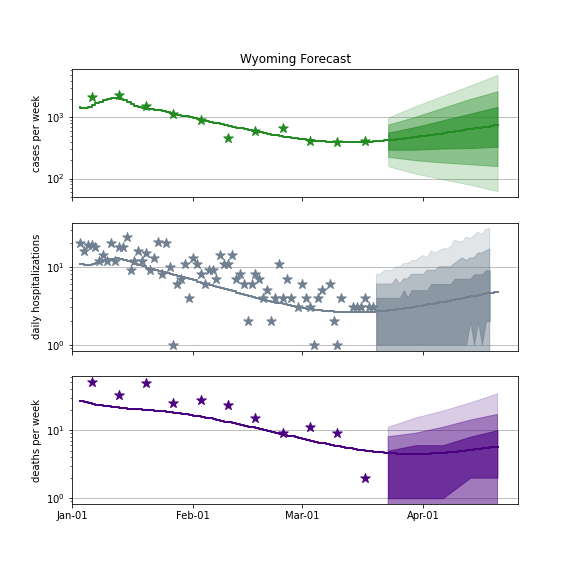 Wyoming Forecast
cases per week
10³
10²
daily hospitalizations
10¹
10⁰
deaths per week
10¹
10⁰
Jan-01 Feb-01 Mar-01 Apr-01